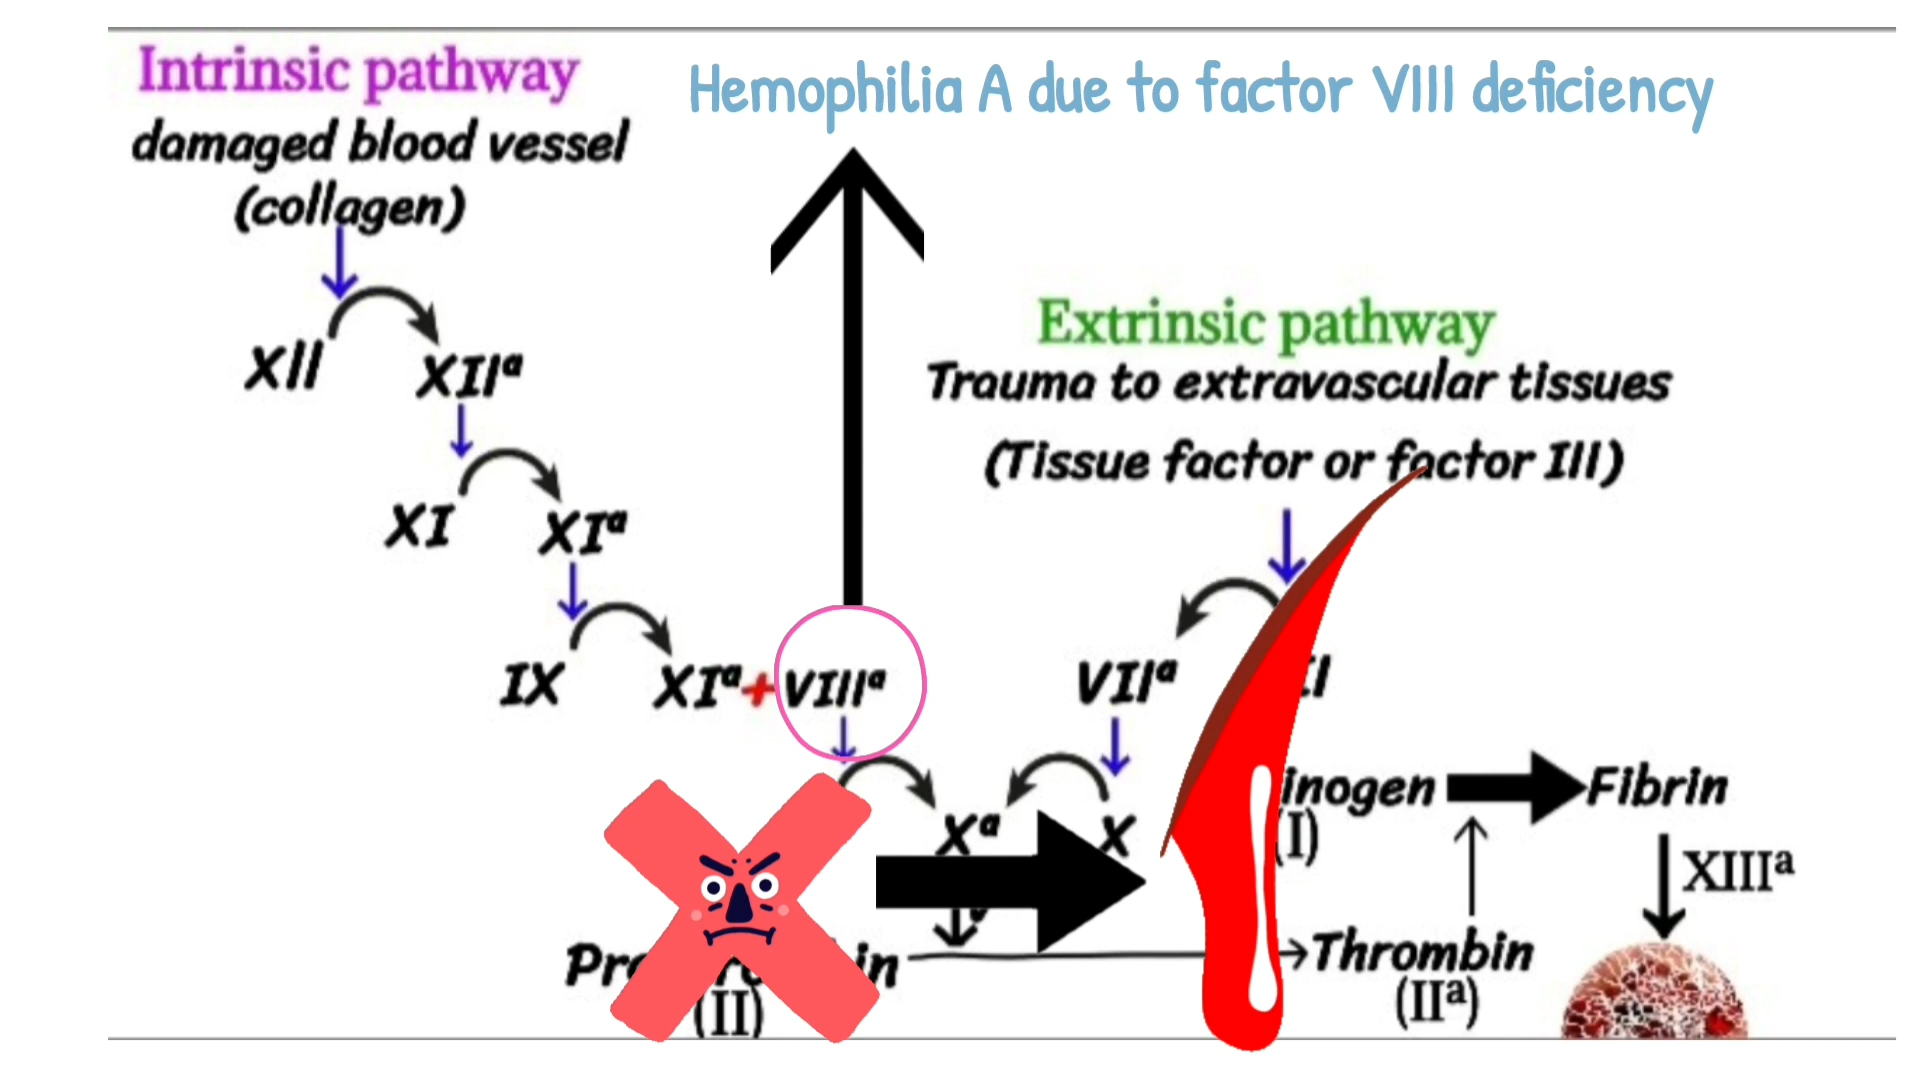 Intrinsic pathway
Hemophilia A due to factor VIII deficiency
damaged blood vessel
(collagen)
Extrinsic pathway
Trauma to extravascular tissues
(Tissue factor or factor III)
XII
XIIª
XI
XIª
IX
XIª + VIIIª
VIIª
Xª
X
inogen
Fibrin
(I)
XIIIª
Thrombin
(II)
(IIª)